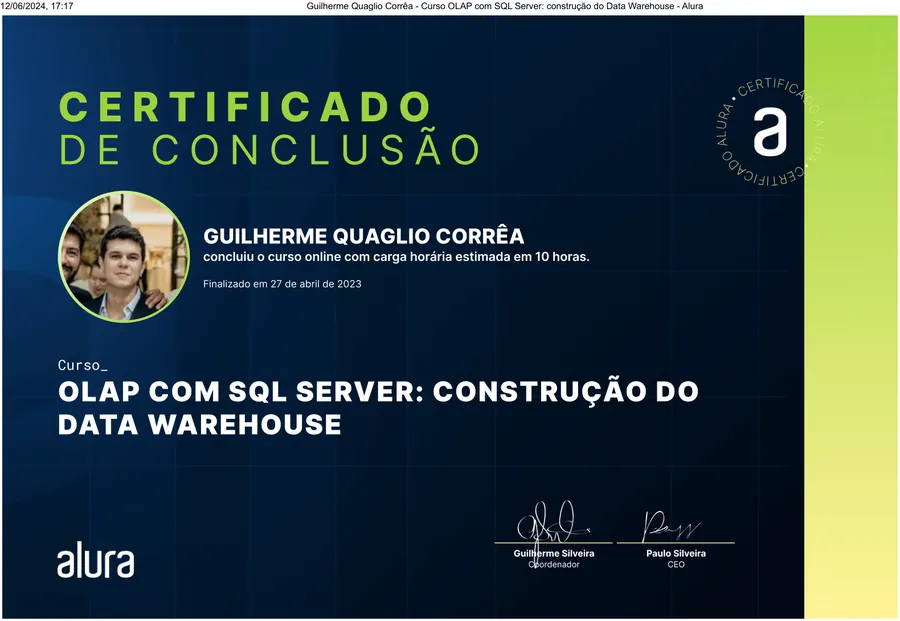 12/06/2024, 17:17
Guilherme Quaglio Corrêa - Curso OLAP com SQL Server: construção do Data Warehouse - Alura
CERTIFICADO
DE CONCLUSÃO
CERTIFICADO ALURA • CERTIFICADO ALURA •
a
GUILHERME QUAGLIO CORRÊA
concluiu o curso online com carga horária estimada em 10 horas.
Finalizado em 27 de abril de 2023
Curso_
OLAP COM SQL SERVER: CONSTRUÇÃO DO
DATA WAREHOUSE
alura
Guilherme Silveira
Coordenador
Paulo Silveira
CEO